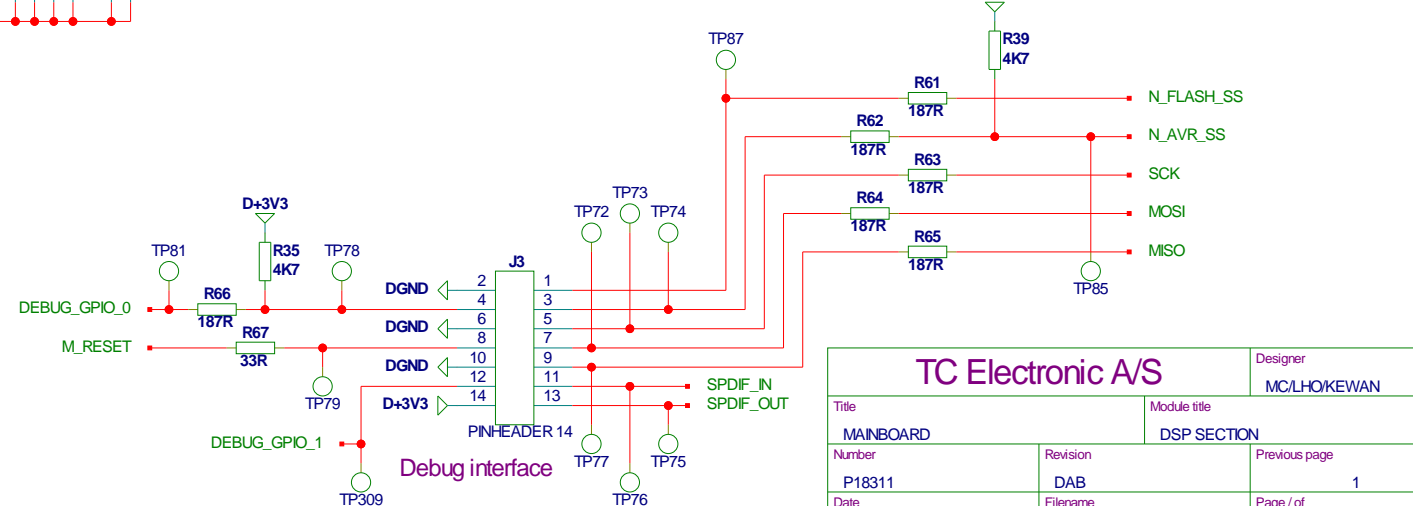 TP87
R39
4K7
R61
187R
N_FLASH_SS
R62
187R
N_AVR_SS
R63
187R
SCK
R64
187R
MOSI
R65
187R
MISO
TP85
TP73
TP72
TP74
D+3V3
R35
4K7
TP81
TP78
J3
DEBUG_GPIO_0
R66
187R
M_RESET
R67
33R
TP79
DGND
2
1
4
3
DGND
6
5
8
7
DGND
10
9
12
11
D+3V3
14
13
SPDIF_IN
SPDIF_OUT
PINHEADER 14
DEBUG_GPIO_1
TP309
Debug interface
TP77
TP75
TP76
TC Electronic A/S
Designer
MC/LHO/KEWAN
Title
MAINBOARD
Module title
DSP SECTION
Number
P18311
Revision
DAB
Previous page
1
Date
Filename
Page / of